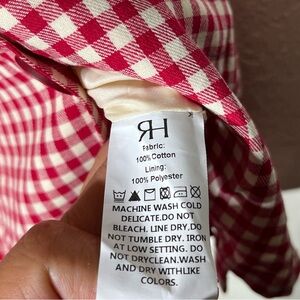 RH
Fabric:
100%Cotton
Lining:
100% Polyester
MACHINE WASH COLD
DELICATE.DO NOT
BLEACH. LINE DRY,DO
NOT TUMBLE DRY. IRON
AT LOW SETTING. DO
NOT DRYCLEAN.WASH
AND DRY WITHLIKE
COLORS.